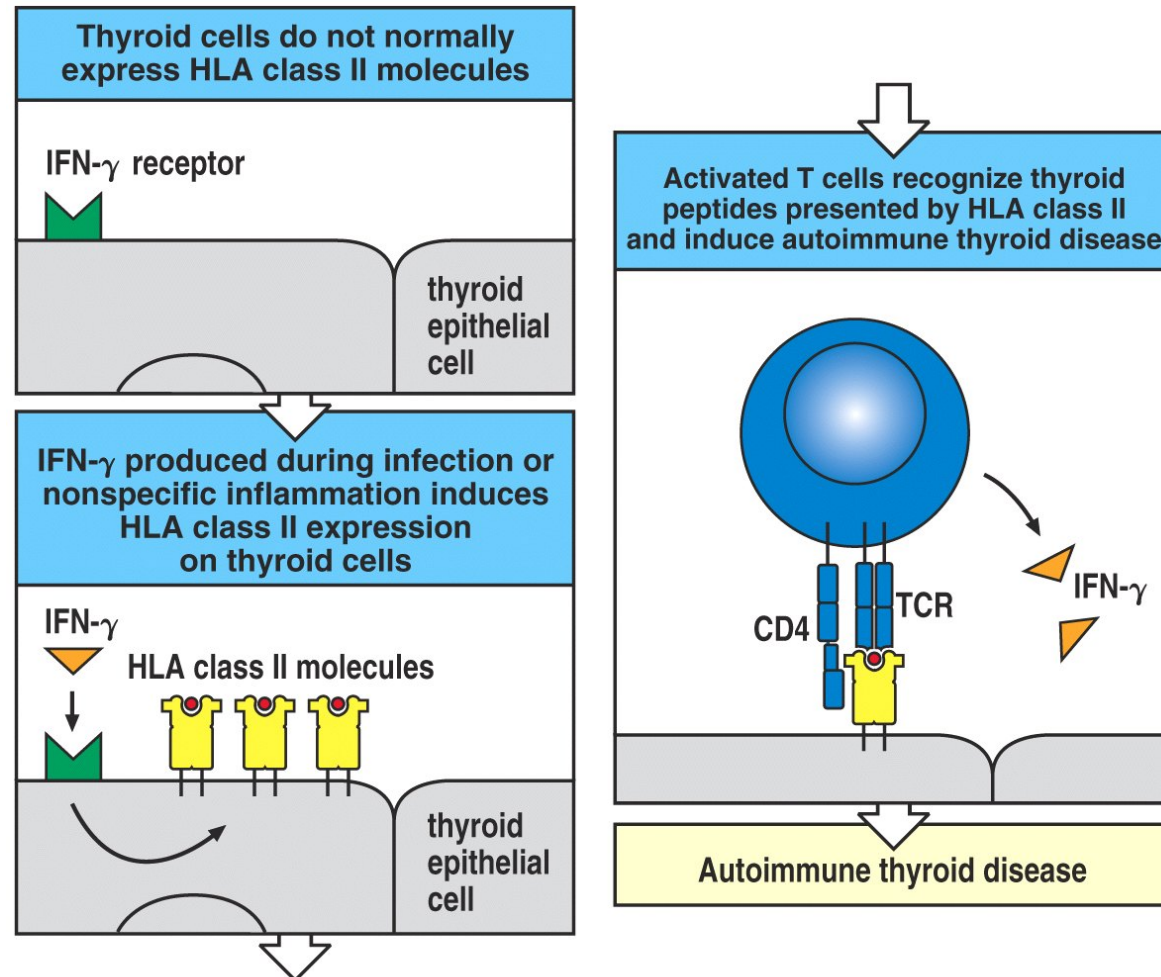 Thyroid cells do not normally
express HLA class II molecules
IFN-γ receptor
thyroid
epithelial
cell
IFN-γ produced during infection or
nonspecific inflammation induces
HLA class II expression
on thyroid cells
IFN-γ
HLA class II molecules
thyroid
epithelial
cell
Activated T cells recognize thyroid
peptides presented by HLA class II
and induce autoimmune thyroid disease
CD4
TCR
IFN-γ
Autoimmune thyroid disease